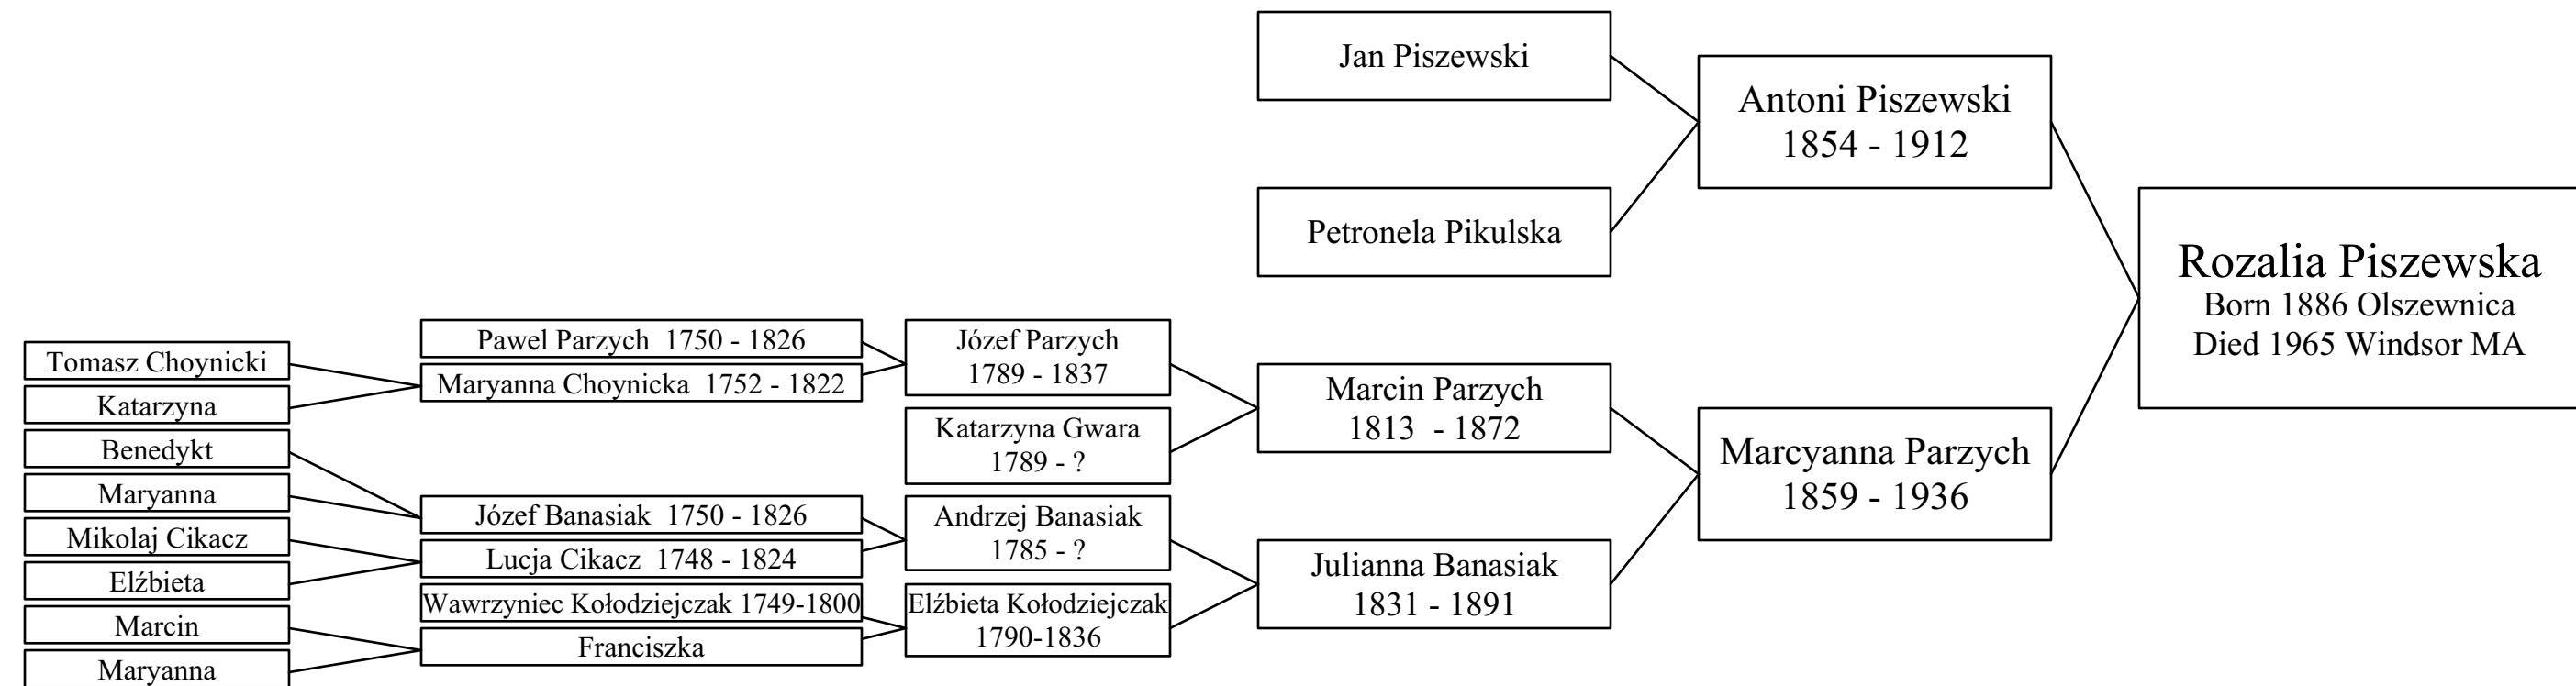 Jan Piszewski
Antoni Piszewski
1854 - 1912
Petronela Pikulska
Rozalia Piszewska
Born 1886 Olszewnica
Died 1965 Windsor MA
Tomasz Choynicki
Katarzyna
Benedykt
Maryanna
Mikolaj Cikacz
Elźbieta
Marcin
Maryanna
Pawel Parzych 1750 - 1826
Maryanna Choynicka 1752 - 1822
Józef Banasiak 1750 - 1826
Lucja Cikacz 1748 - 1824
Wawrzyniec Kołodziejczak 1749-1800
Franciszka
Józef Parzych
1789 - 1837
Katarzyna Gwara
1789 - ?
Andrzej Banasiak
1785 - ?
Elźbieta Kołodziejczak
1790-1836
Marcin Parzych
1813 - 1872
Julianna Banasiak
1831 - 1891
Marcyanna Parzych
1859 - 1936